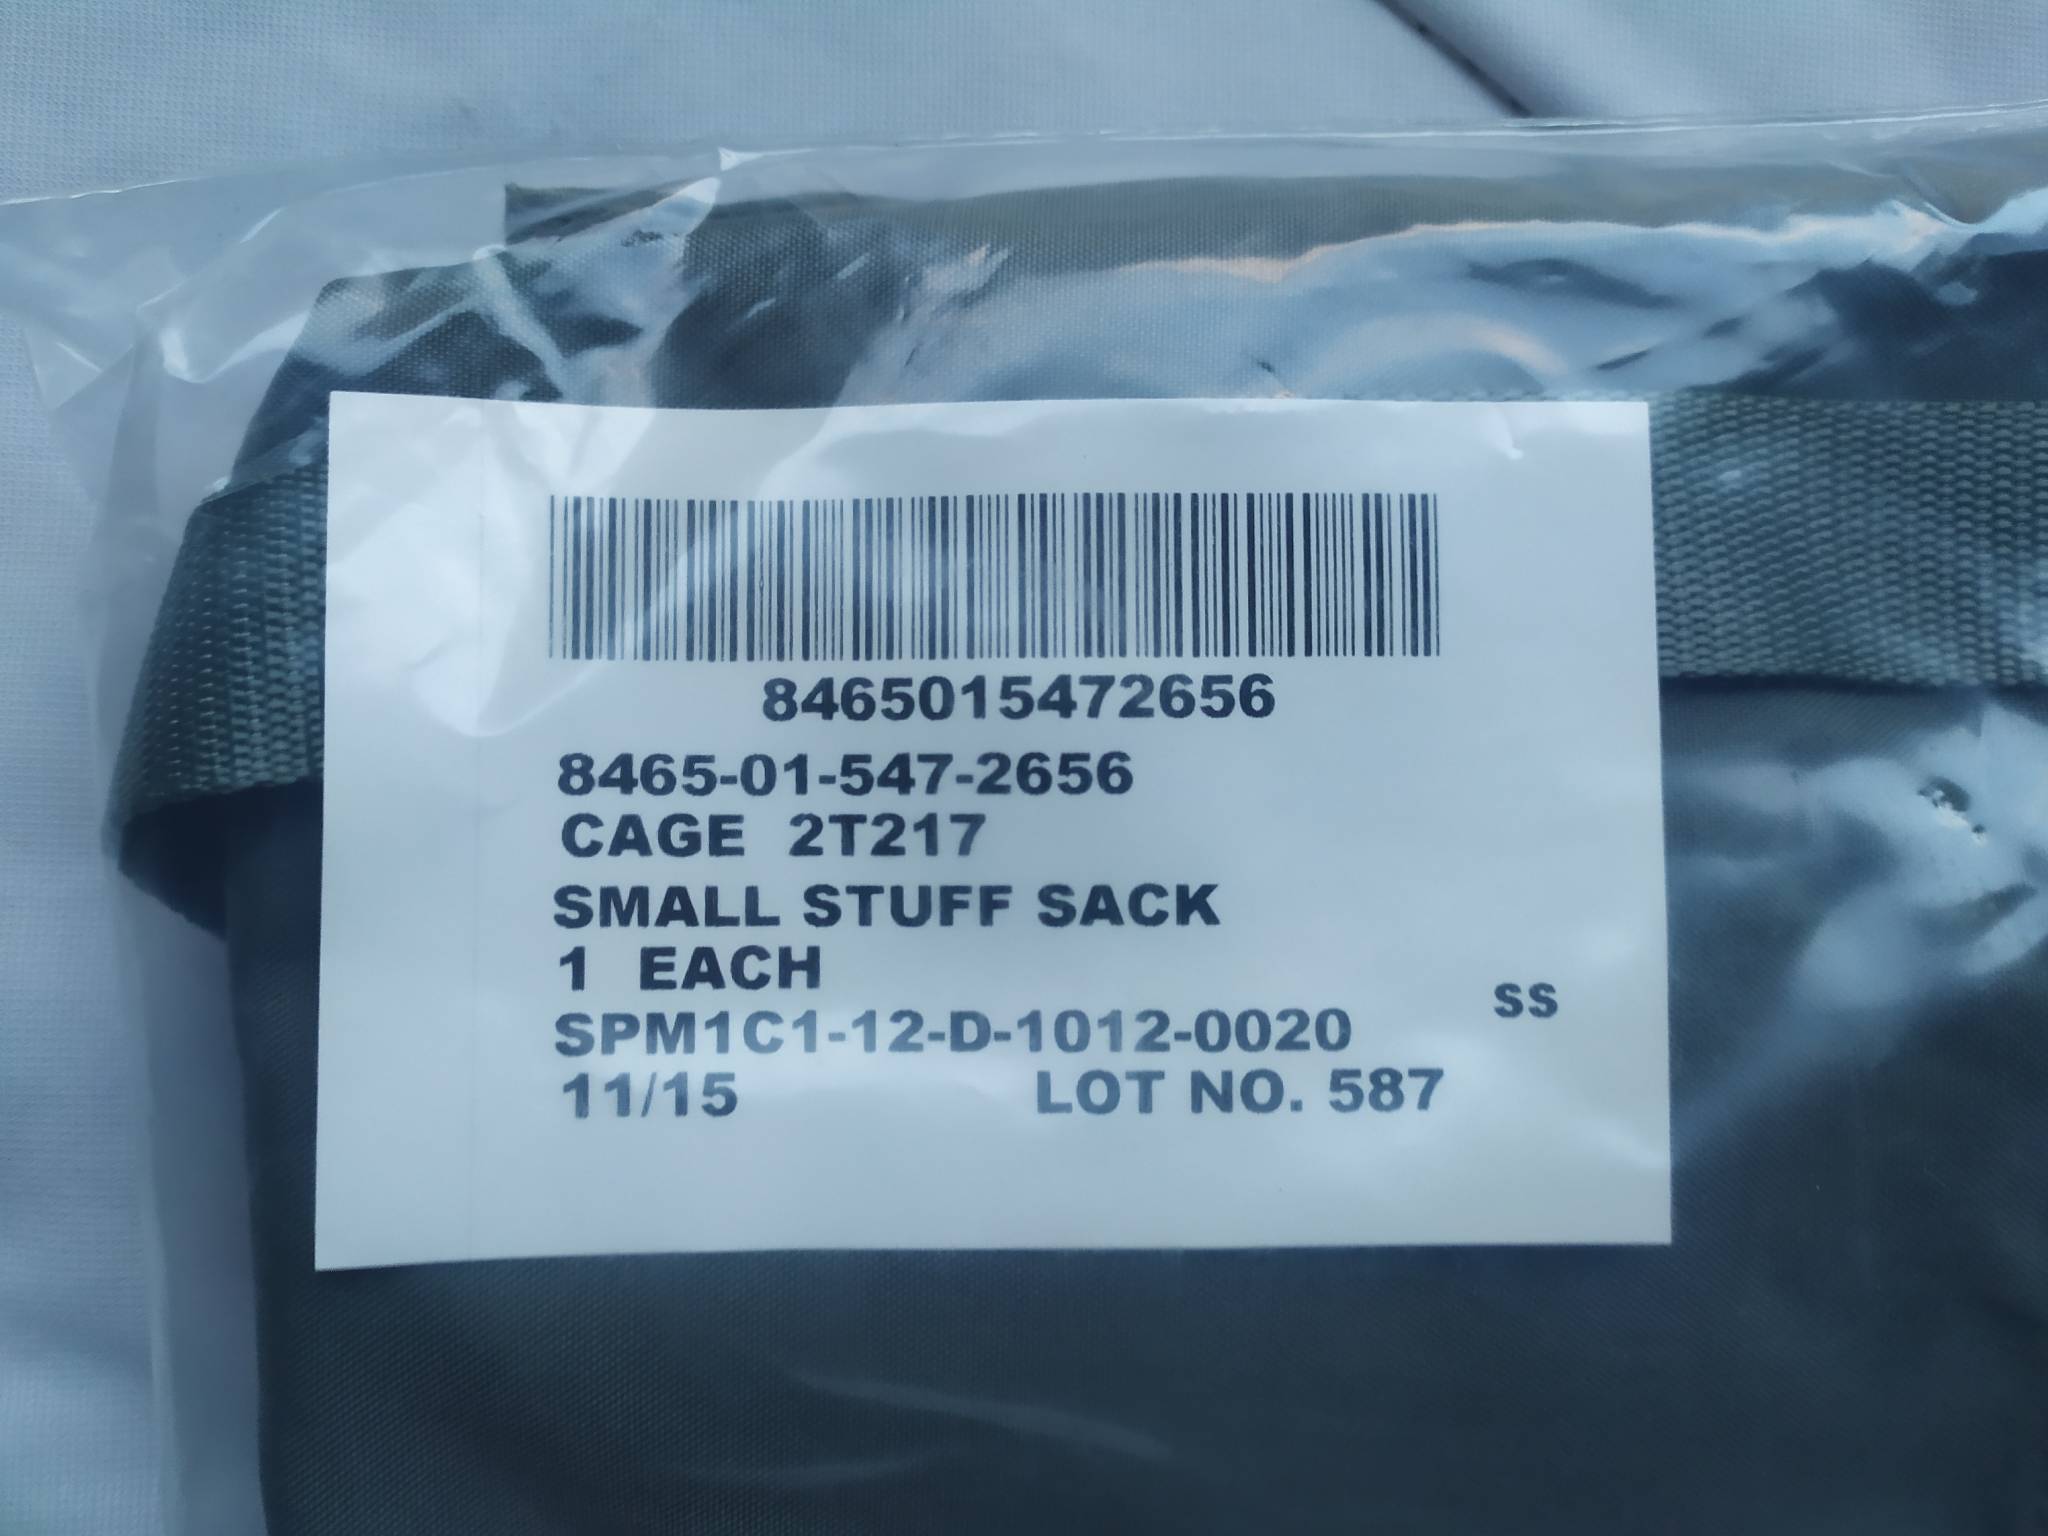 8465015472656
8465-01-547-2656
CAGE 2T217
SMALL STUFF SACK
1 EACH
SS
SPM1C1-12-D-1012-0020
11/15 LOT NO. 587